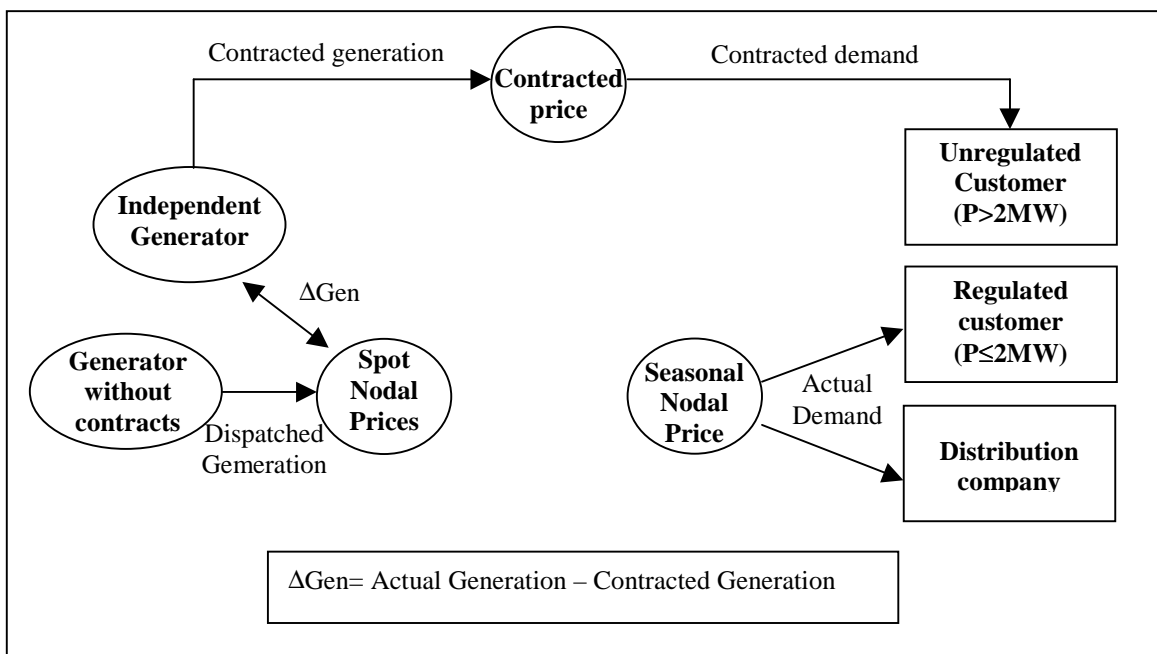 Contracted generation
Contracted
price
Contracted demand
Unregulated
Customer
(P>2MW)
Independent
Generator
ΔGen
Regulated
customer
(P≤2MW)
Generator
without
contracts
Spot
Nodal
Prices
Dispatched
Gemeration
Seasonal
Nodal
Price
Actual
Demand
Distribution
company
ΔGen= Actual Generation – Contracted Generation